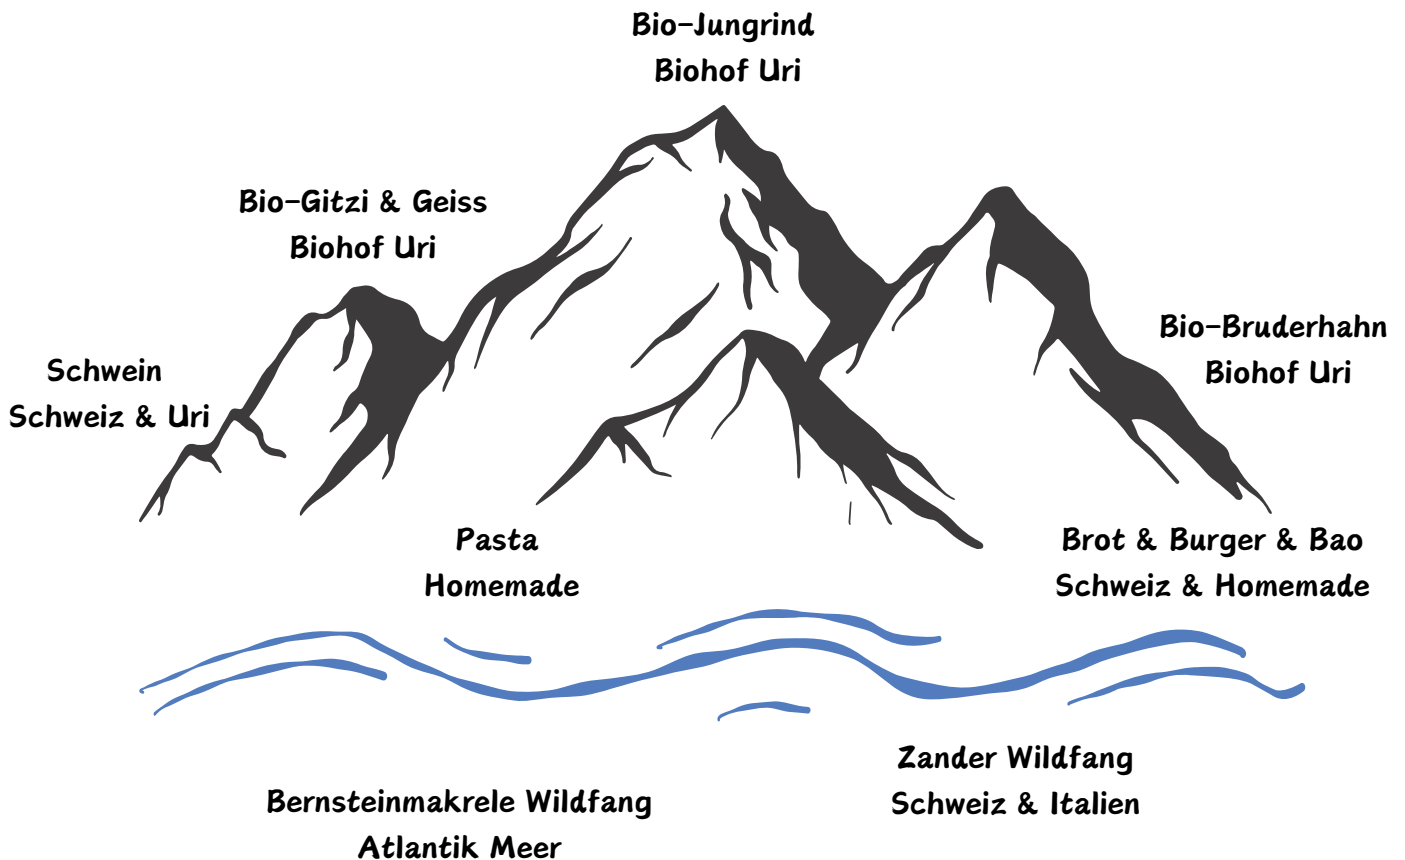 Bio-Jungrind
Biohof Uri
Bio-Gitzi & Geiss
Biohof Uri
Bio-Bruderhahn
Biohof Uri
Schwein
Schweiz & Uri
Pasta
Homemade
Brot & Burger & Bao
Schweiz & Homemade
Zander Wildfang
Schweiz & Italien
Bernsteinmakrele Wildfang
Atlantik Meer